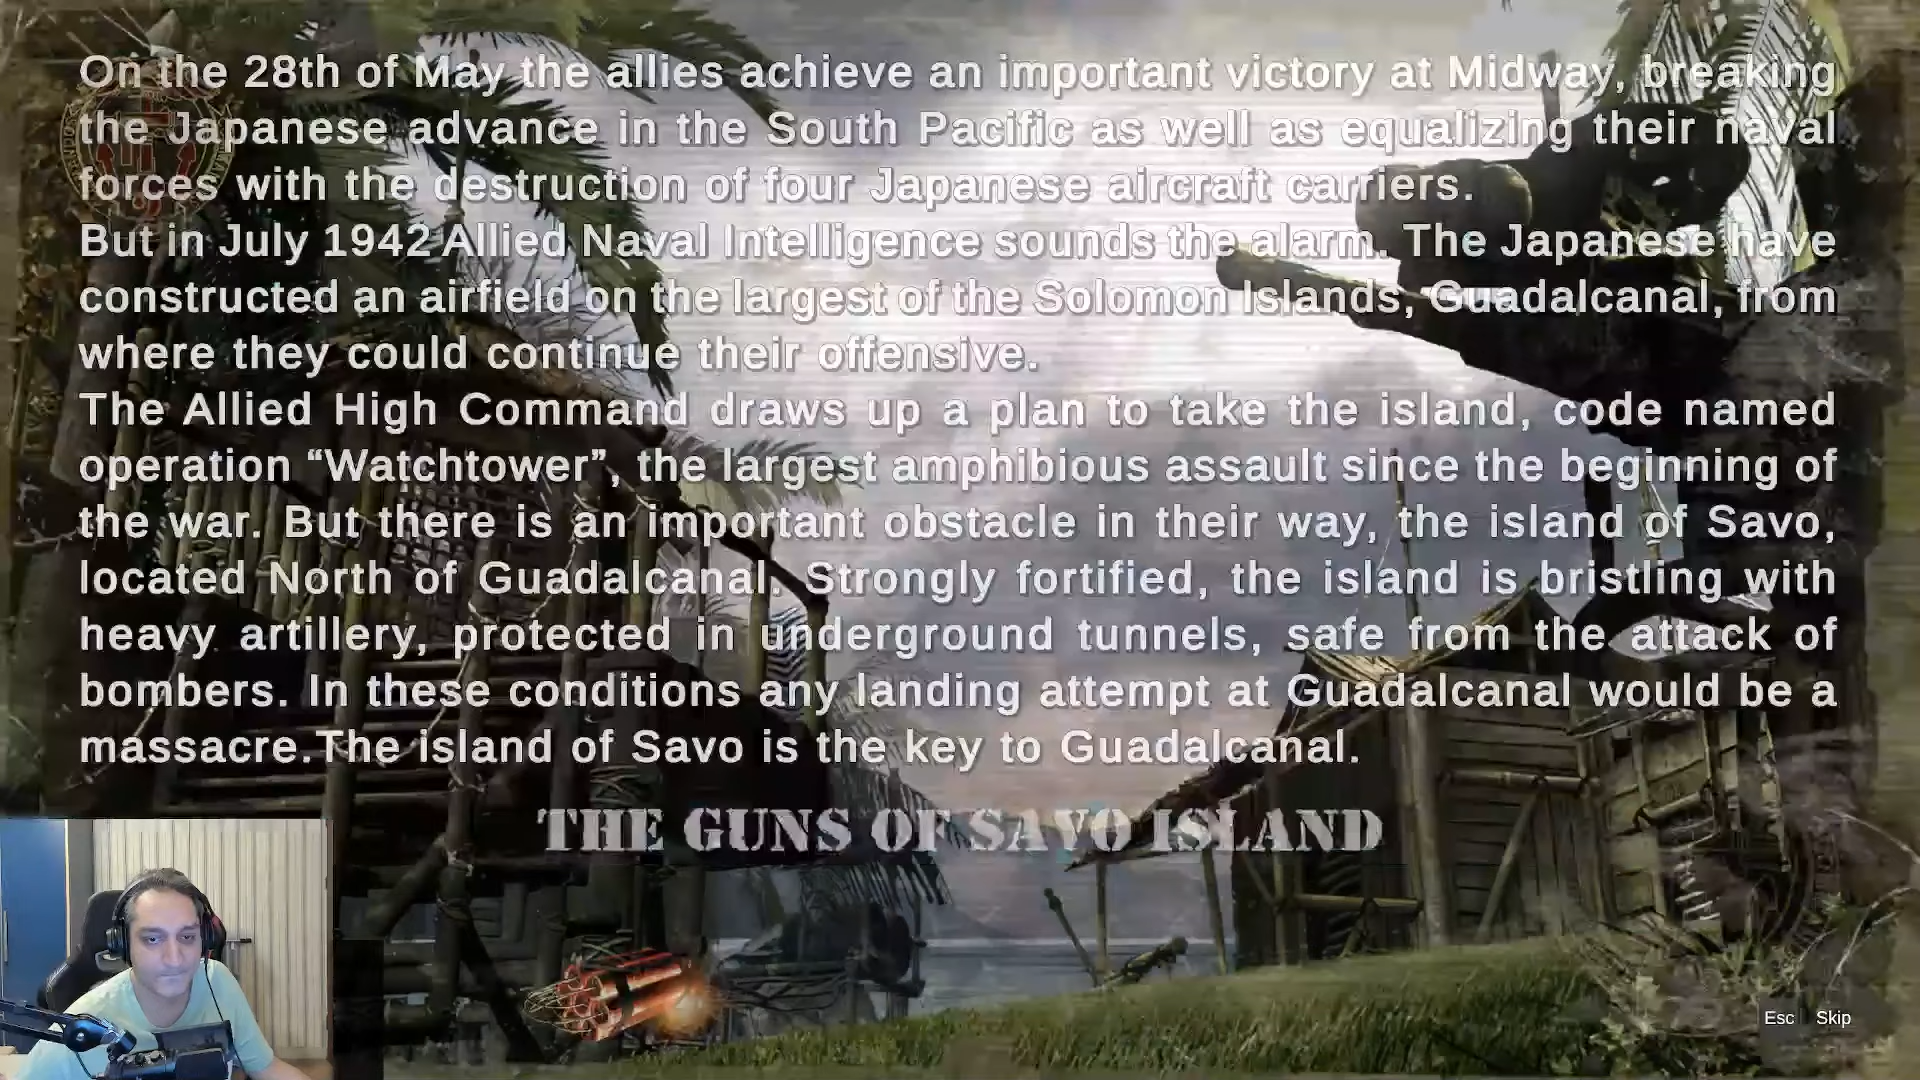 On the 28th of May the allies achieve an important victory at Midway, breaking
the Japanese advance in the South Pacific as well as equalizing their naval
forces with the destruction of four Japanese aircraft carriers.
But in July 1942 Allied Naval Intelligence sounds the alarm. The Japanese have
constructed an airfield on the largest of the Solomon Islands, Guadalcanal, from
where they could continue their offensive.
The Allied High Command draws up a plan to take the island, code named
operation “Watchtower”, the largest amphibious assault since the beginning of
the war. But there is an important obstacle in their way, the island of Savo,
located North of Guadalcanal. Strongly fortified, the island is bristling with
heavy artillery, protected in underground tunnels, safe from the attack of
bombers. In these conditions any landing attempt at Guadalcanal would be a
massacre.The island of Savo is the key to Guadalcanal.
THE GUNS OF SAVO ISLAND
Esc Skip